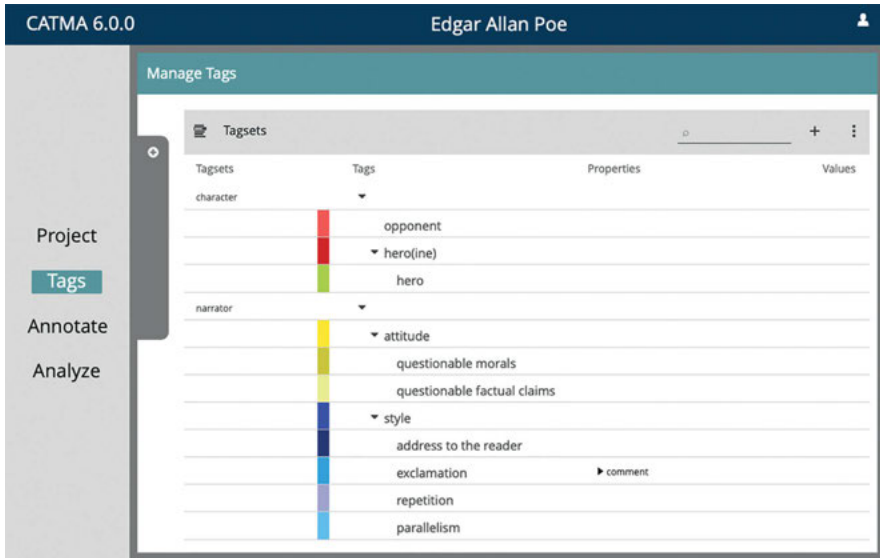 CATMA 6.0.0 Edgar Allan Poe
Manage Tags
Tagsets
Tagsets Tags Properties Values
character
opponent
Project
hero(ine)
Tags
hero
narrator
Annotate
attitude
questionable morals
Analyze
questionable factual claims
style
address to the reader
exclamation comment
repetition
parallelism